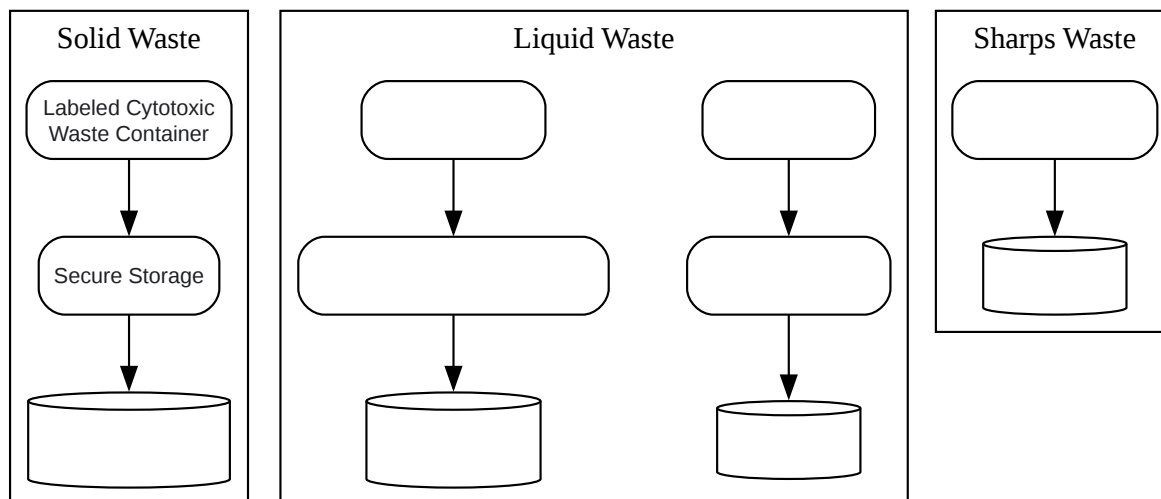 Solid Waste
Labeled Cytotoxic
Waste Container
Secure Storage
Liquid Waste
Sharps Waste